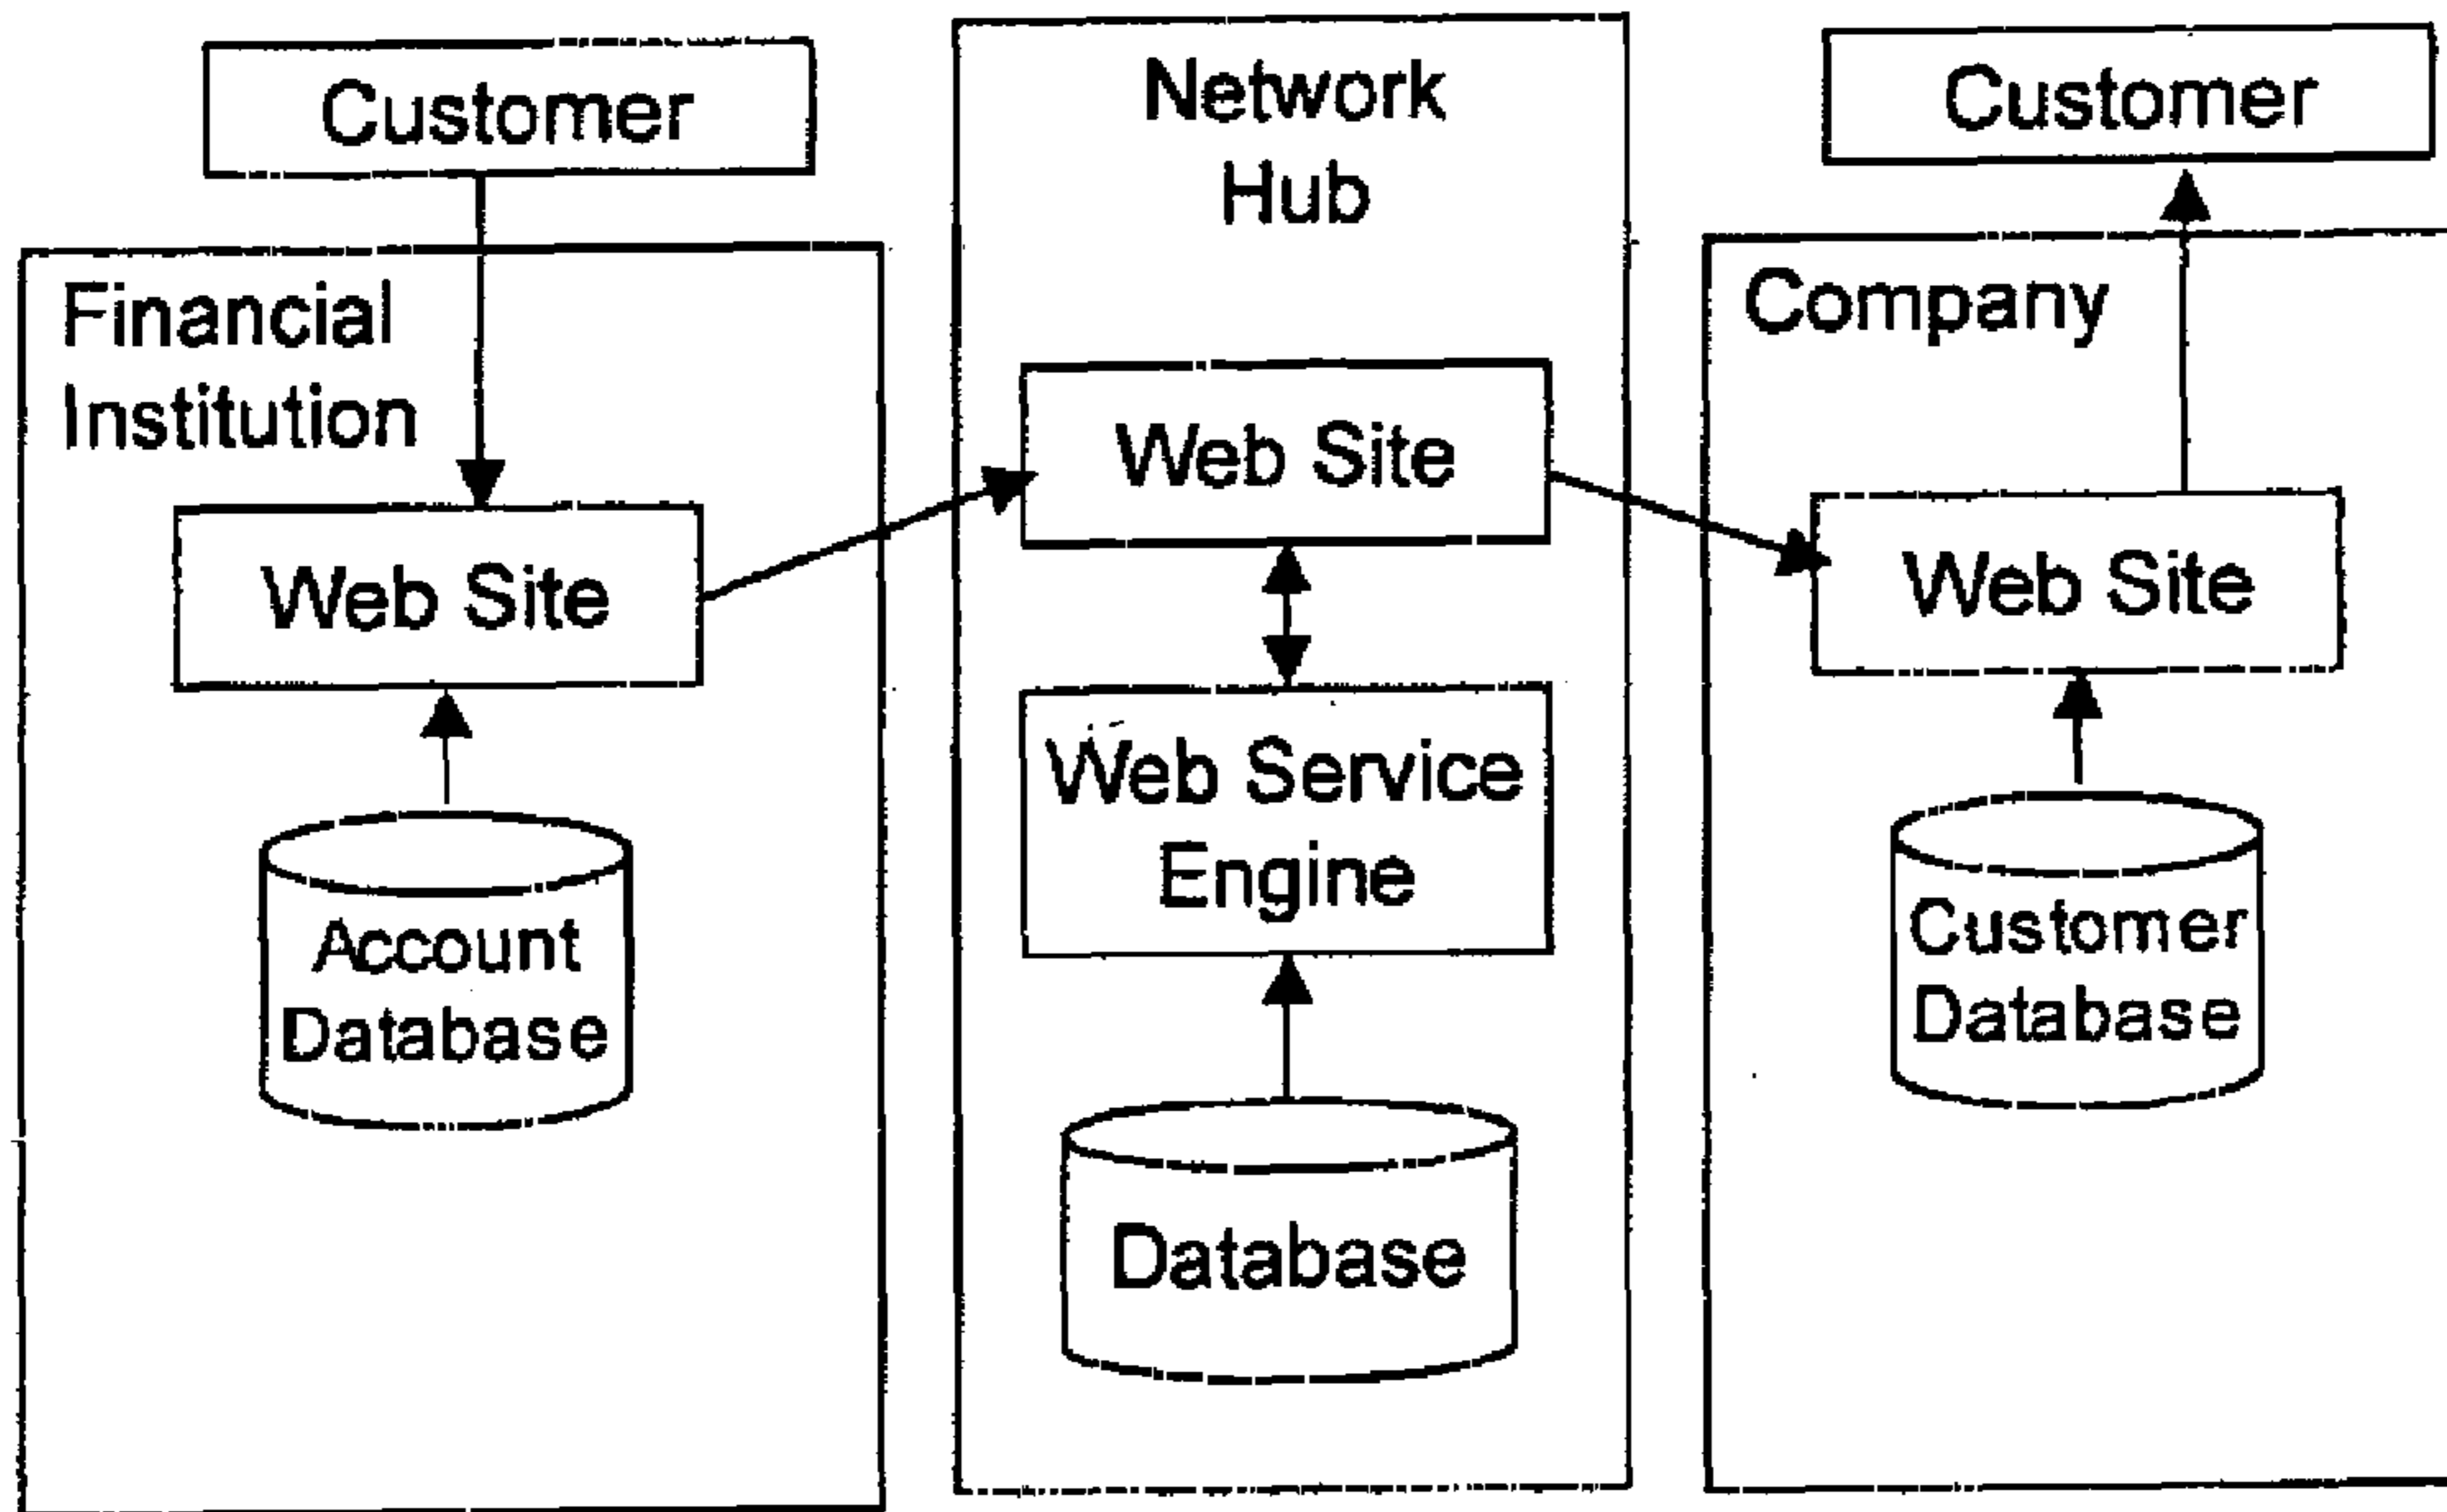 Customer
Financial
Institution
Web Site
Account
Database
Network
Hub
Web Site
Web Service
Engine
Database
Customer
Company
Web Site
Customer
Database